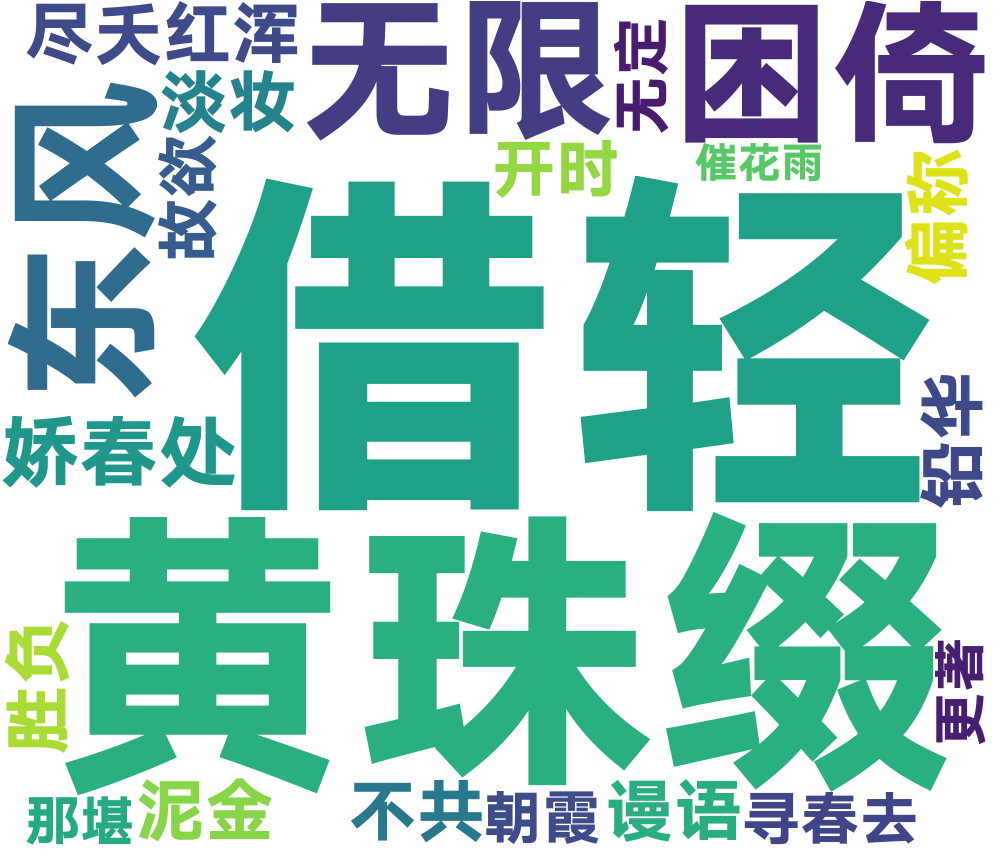 尽夭红浑
无限
无定
困倚
淡妆
东风
故欲
开时
催花雨
偏称
借轻
娇春处
铅华
黄珠缀
胜负
更著
那堪
泥金
不共
朝霞
谩语
寻春去